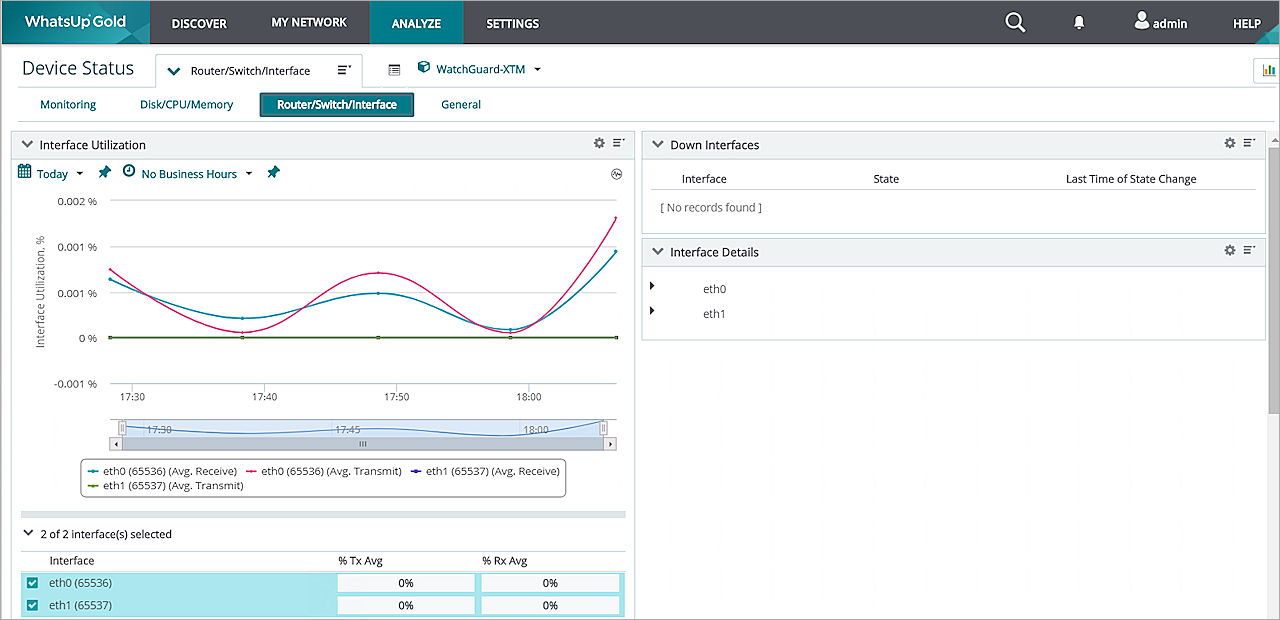 WhatsUp Gold DISCOVER MY NETWORK ANALYZE SETTINGS admin HELP
Device Status Router/Switch/Interface WatchGuard-XTM
Monitoring Disk/CPU/Memory Router/Switch/Interface General
Interface Utilization
Today No Business Hours
0.002 %
0.001 %
0.001 %
0 %
-0.001 %
Interface Utilization, %
17:30 17:40 17:50 18:00
17:30 17:45 18:00
eth0 (65536) (Avg. Receive) eth0 (65536) (Avg. Transmit) eth1 (65537) (Avg. Receive)
eth1 (65537) (Avg. Transmit)
2 of 2 interface(s) selected
Interface % Tx Avg % Rx Avg
eth0 (65536) 0% 0%
eth1 (65537) 0% 0%
Down Interfaces
Interface State Last Time of State Change
[ No records found ]
Interface Details
eth0
eth1